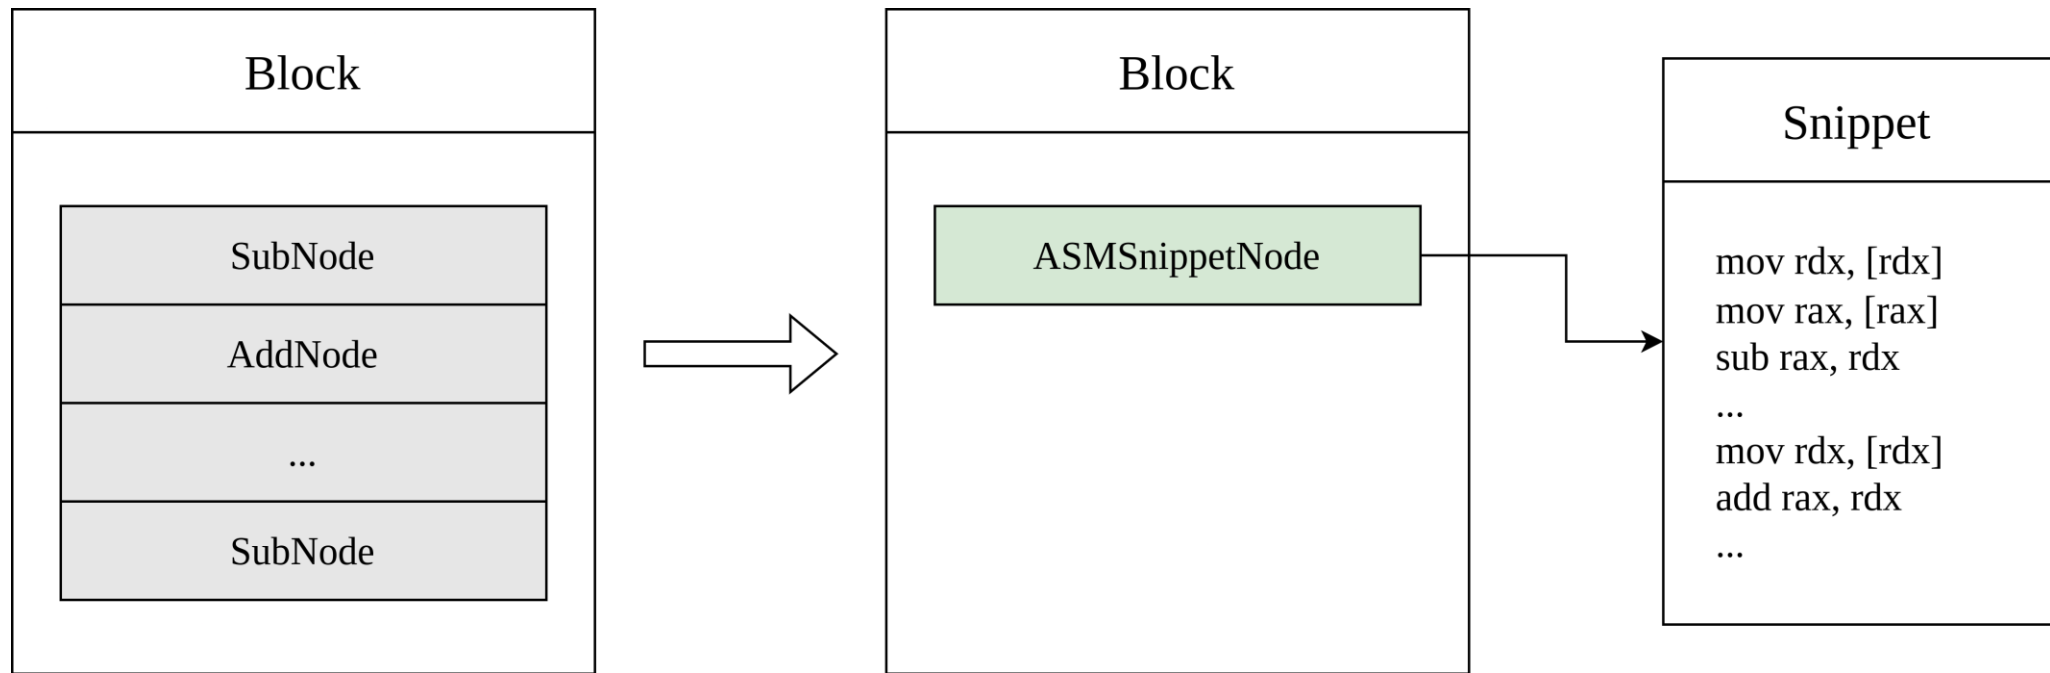 Block
SubNode
AddNode
...
SubNode
Block
ASMSnippetNode
Snippet
mov rdx, [rdx]
mov rax, [rax]
sub rax, rdx
...
mov rdx, [rdx]
add rax, rdx
...